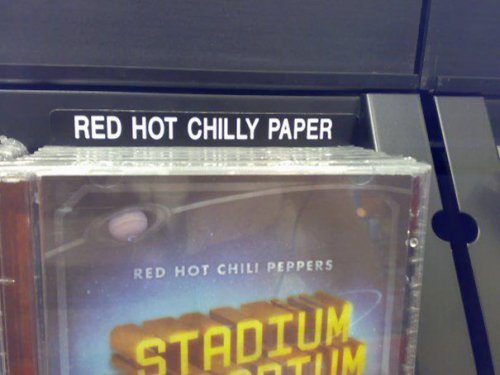 RED HOT CHILLY PAPER
RED HOT CHILI PEPPERS
STADIUM